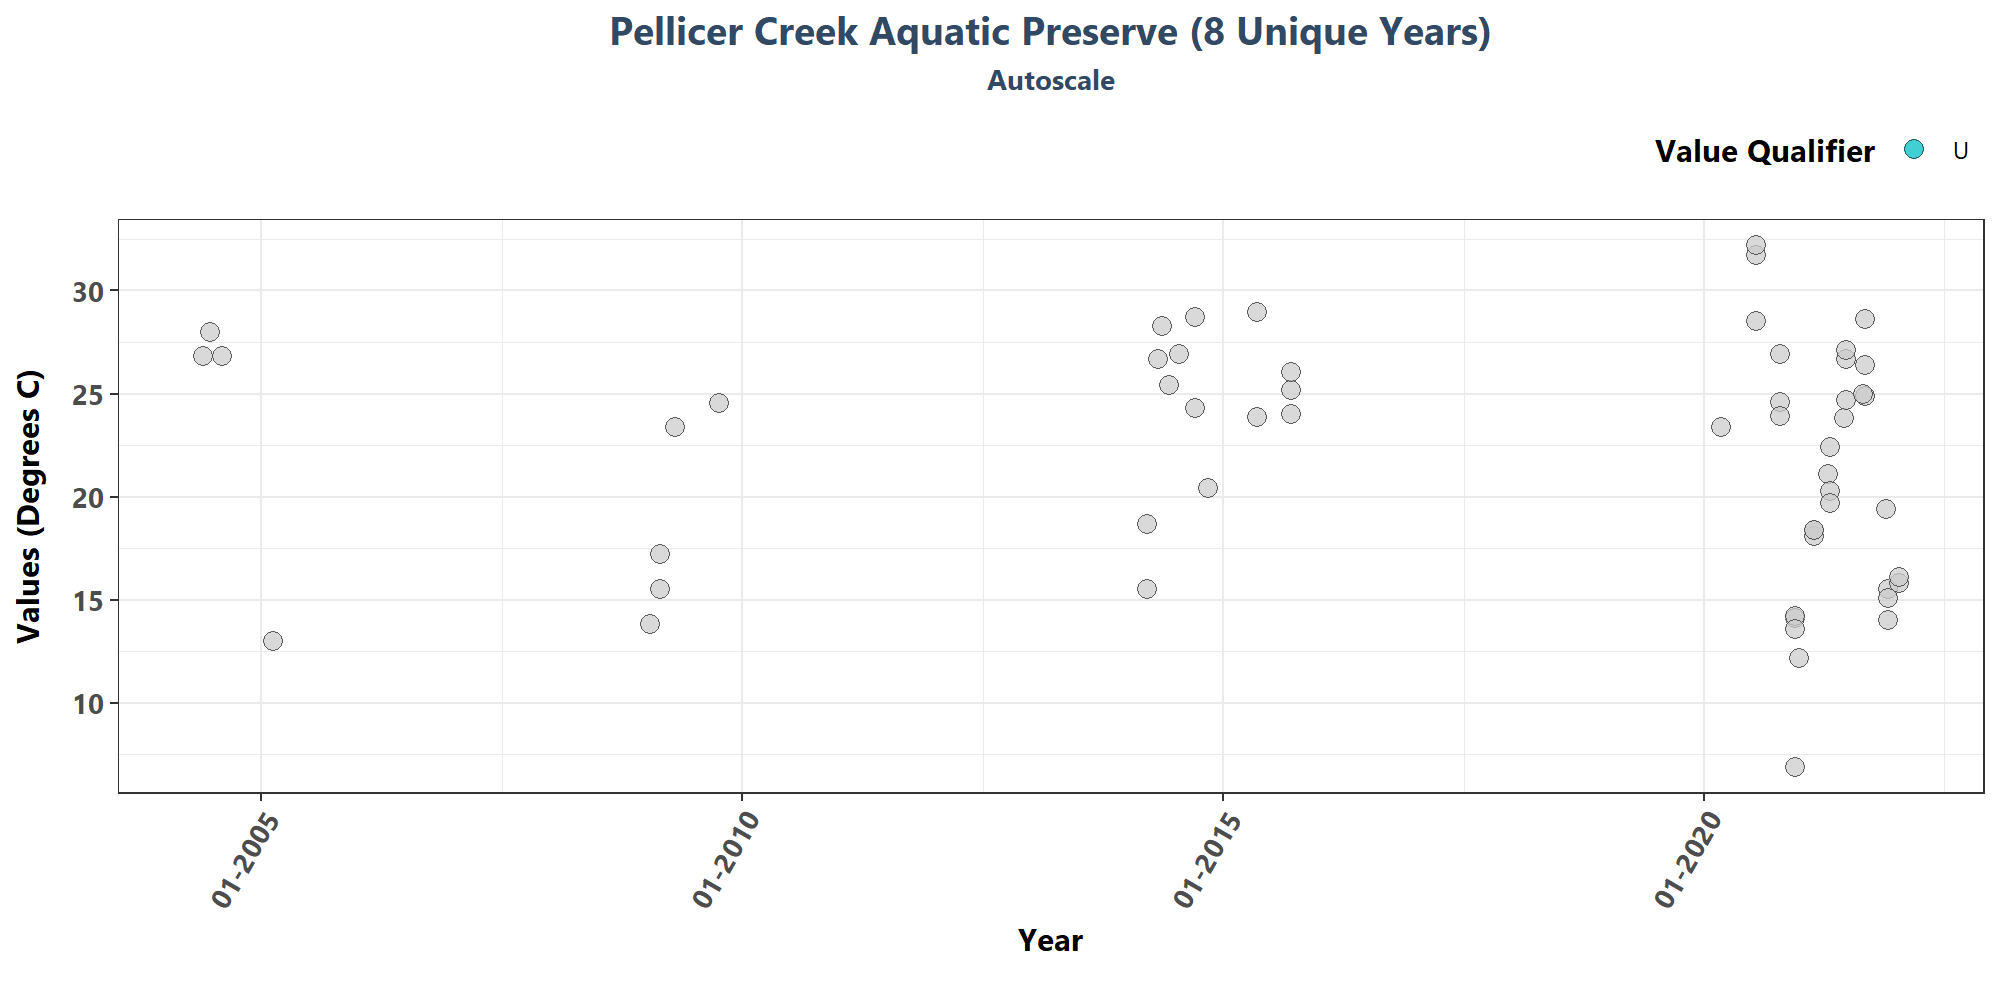 Pellicer Creek Aquatic Preserve (8 Unique Years)
Autoscale
Value Qualifier U
Values (Degrees C)
30
25
20
15
10
01-2005
01-2010
01-2015
01-2020
Year